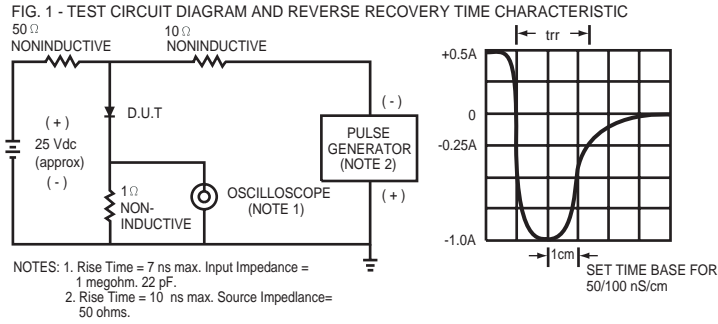 FIG. 1 - TEST CIRCUIT DIAGRAM AND REVERSE RECOVERY TIME CHARACTERISTIC
50 Ω
NONINDUCTIVE
10 Ω
NONINDUCTIVE
( + )
25 Vdc
(approx)
( - )
D.U.T
1 Ω
NON-
INDUCTIVE
OSCILLOSCOPE
(NOTE 1)
( - )
PULSE
GENERATOR
(NOTE 2)
( + )
trr
+0.5A
0
-0.25A
-1.0A
1cm
SET TIME BASE FOR
50/100 nS/cm
NOTES: 1. Rise Time = 7 ns max. Input Impedance =
1 megohm. 22 pF.
2. Rise Time = 10 ns max. Source Impedlance=
50 ohms.